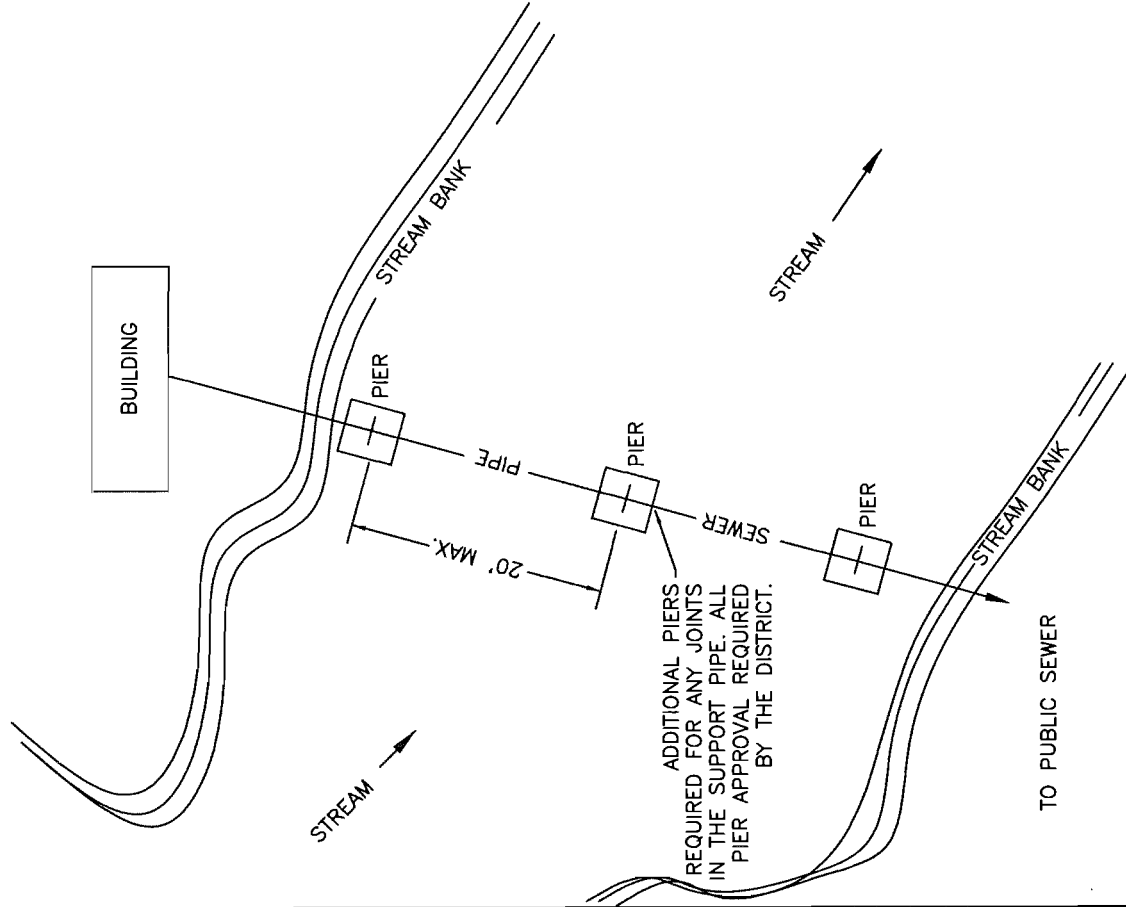 BUILDING
STREAM BANK
PIER
PIPE
20' MAX.
PIER
SEWER
PIER
STREAM
STREAM
ADDITIONAL PIERS
REQUIRED FOR ANY JOINTS
IN THE SUPPORT PIPE. ALL
PIER APPROVAL REQUIRED
BY THE DISTRICT.
STREAM BANK
TO PUBLIC SEWER